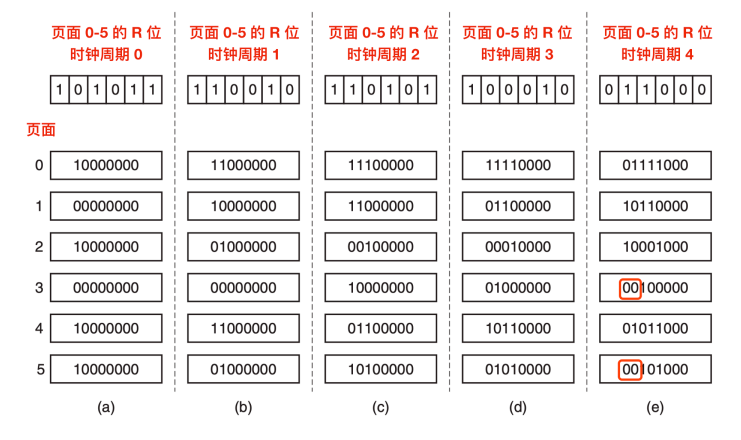 页面 0-5 的 R 位 页面 0-5 的 R 位 页面 0-5 的 R 位 页面 0-5 的 R 位 页面 0-5 的 R 位
时钟周期 0 时钟周期 1 时钟周期 2 时钟周期 3 时钟周期 4
1 0 1 0 1 1 1 1 0 0 1 0 1 1 0 1 0 1 1 0 0 0 1 0 0 1 1 0 0 0
页面
0 10000000 11000000 11100000 11110000 01111000
1 00000000 10000000 11000000 01100000 10110000
2 10000000 01000000 00100000 00010000 10001000
3 00000000 00000000 10000000 01000000 00100000
4 10000000 11000000 01100000 10110000 01011000
5 10000000 01000000 10100000 01010000 00101000
(a) (b) (c) (d) (e)